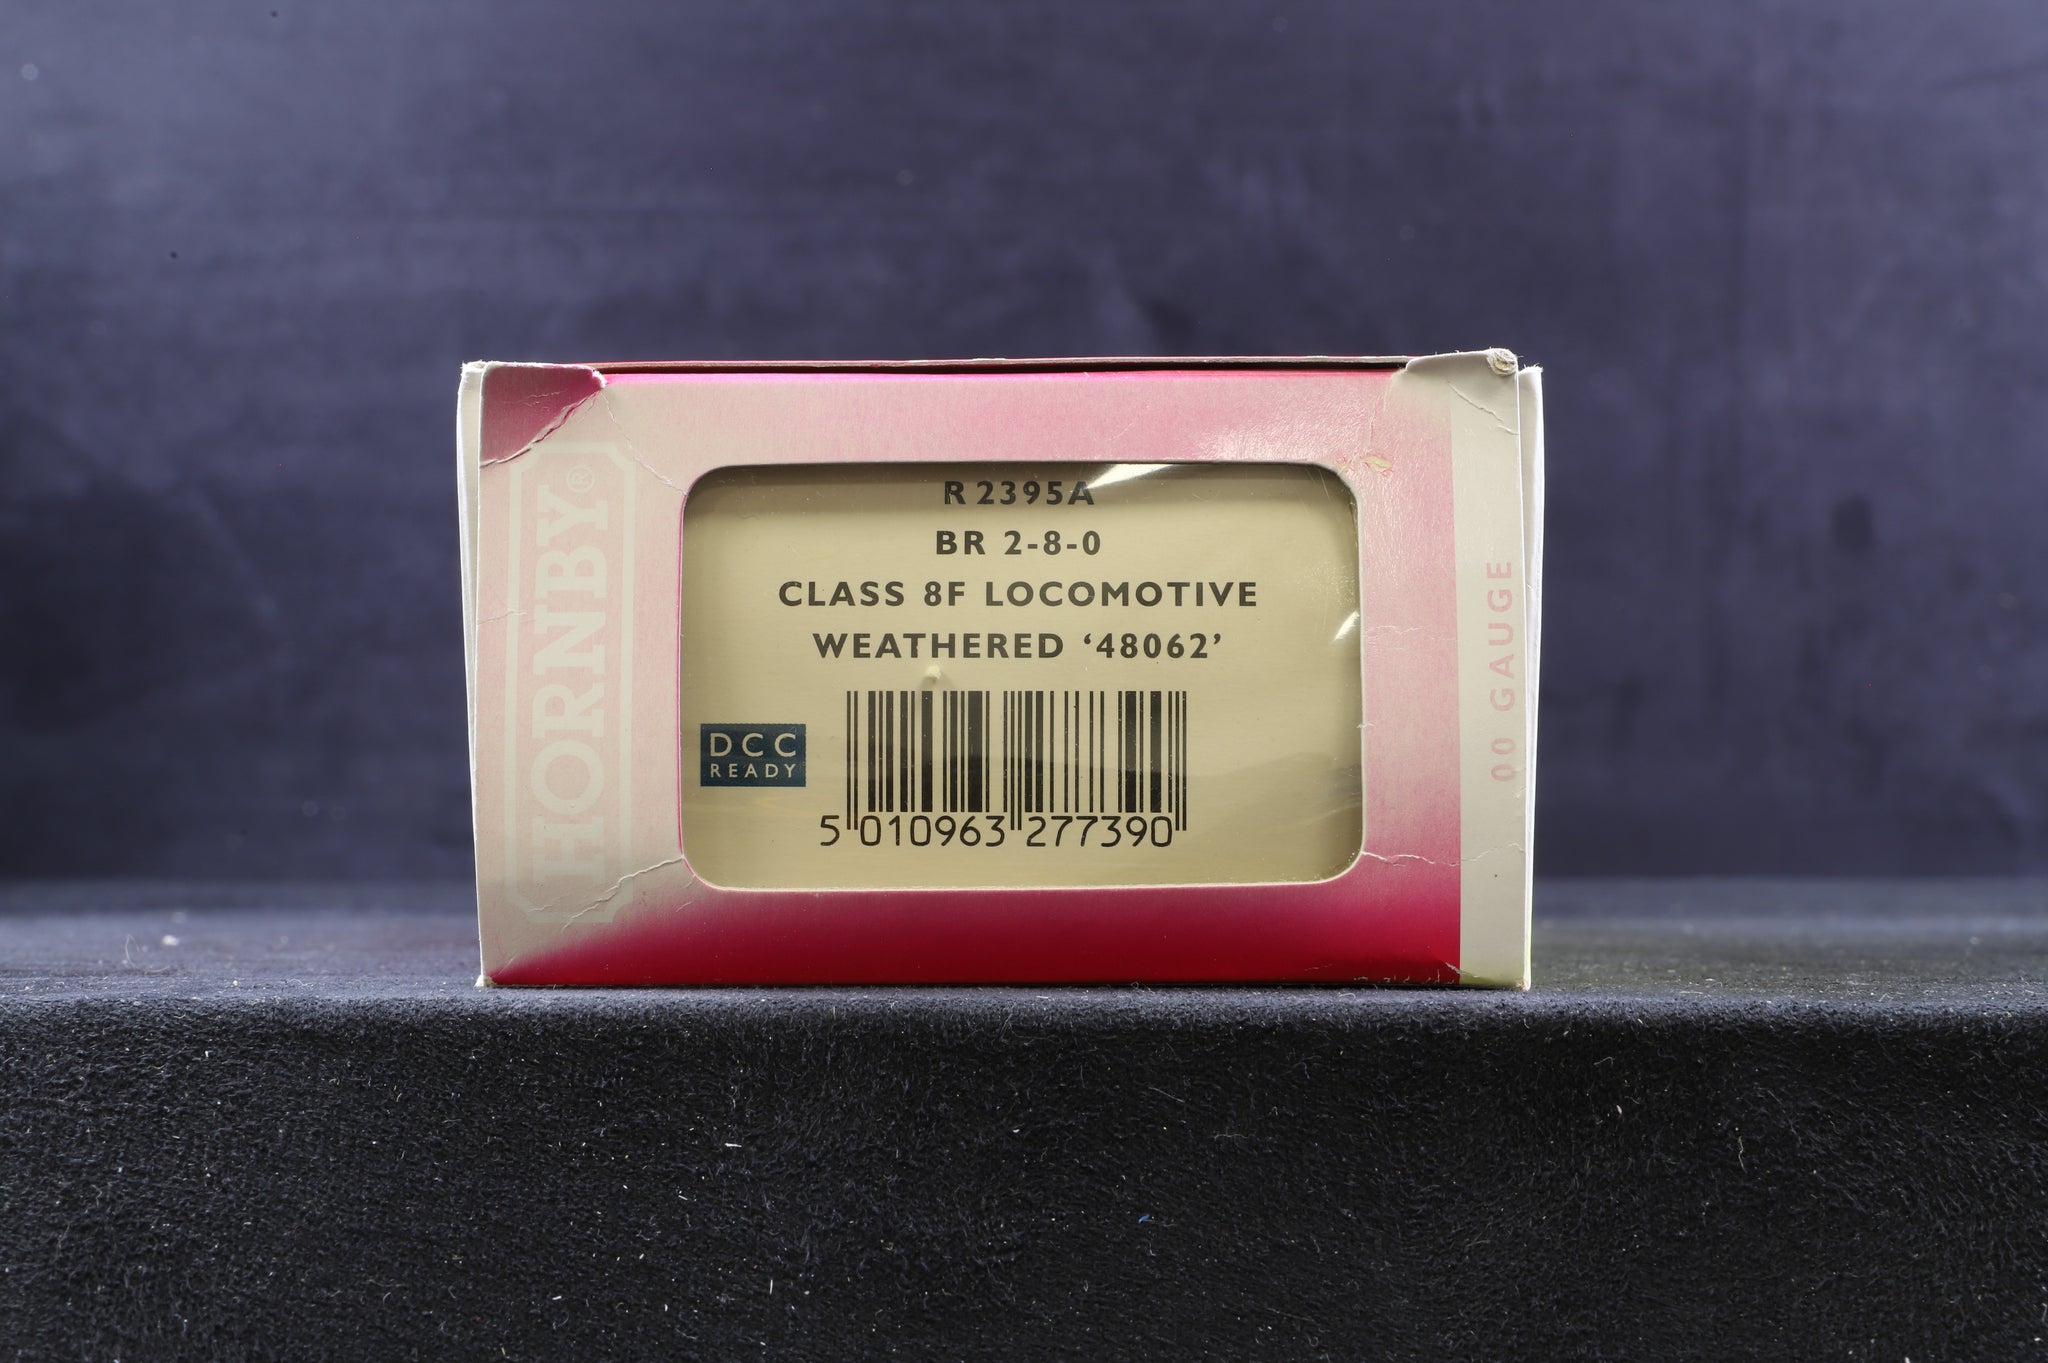 HORNBY®
R2395A
BR 2-8-0
CLASS 8F LOCOMOTIVE
WEATHERED ‘48062’
DCC
READY
5 010963 277390
00 GAUGE